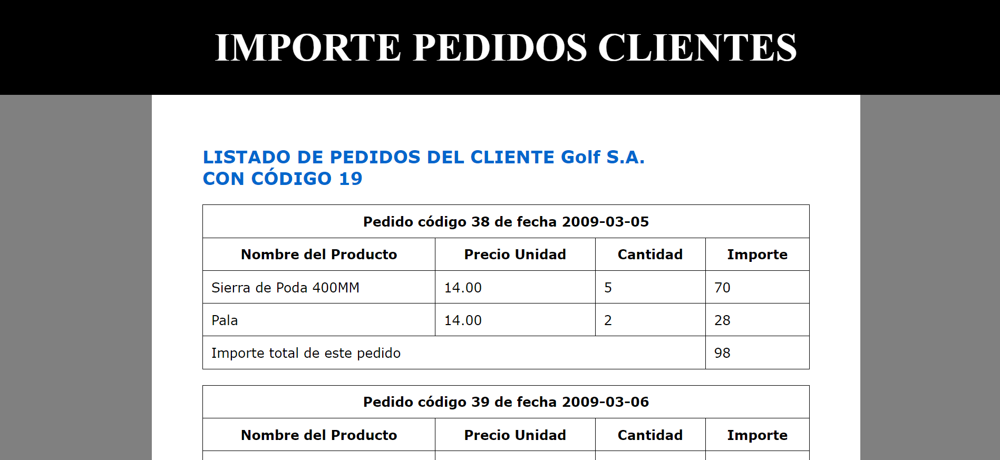 IMPORTE PEDIDOS CLIENTES
LISTADO DE PEDIDOS DEL CLIENTE Golf S.A.
CON CÓDIGO 19
Pedido código 38 de fecha 2009-03-05
Nombre del Producto Precio Unidad Cantidad Importe
Sierra de Poda 400MM 14.00 5 70
Pala 14.00 2 28
Importe total de este pedido 98
Pedido código 39 de fecha 2009-03-06
Nombre del Producto Precio Unidad Cantidad Importe